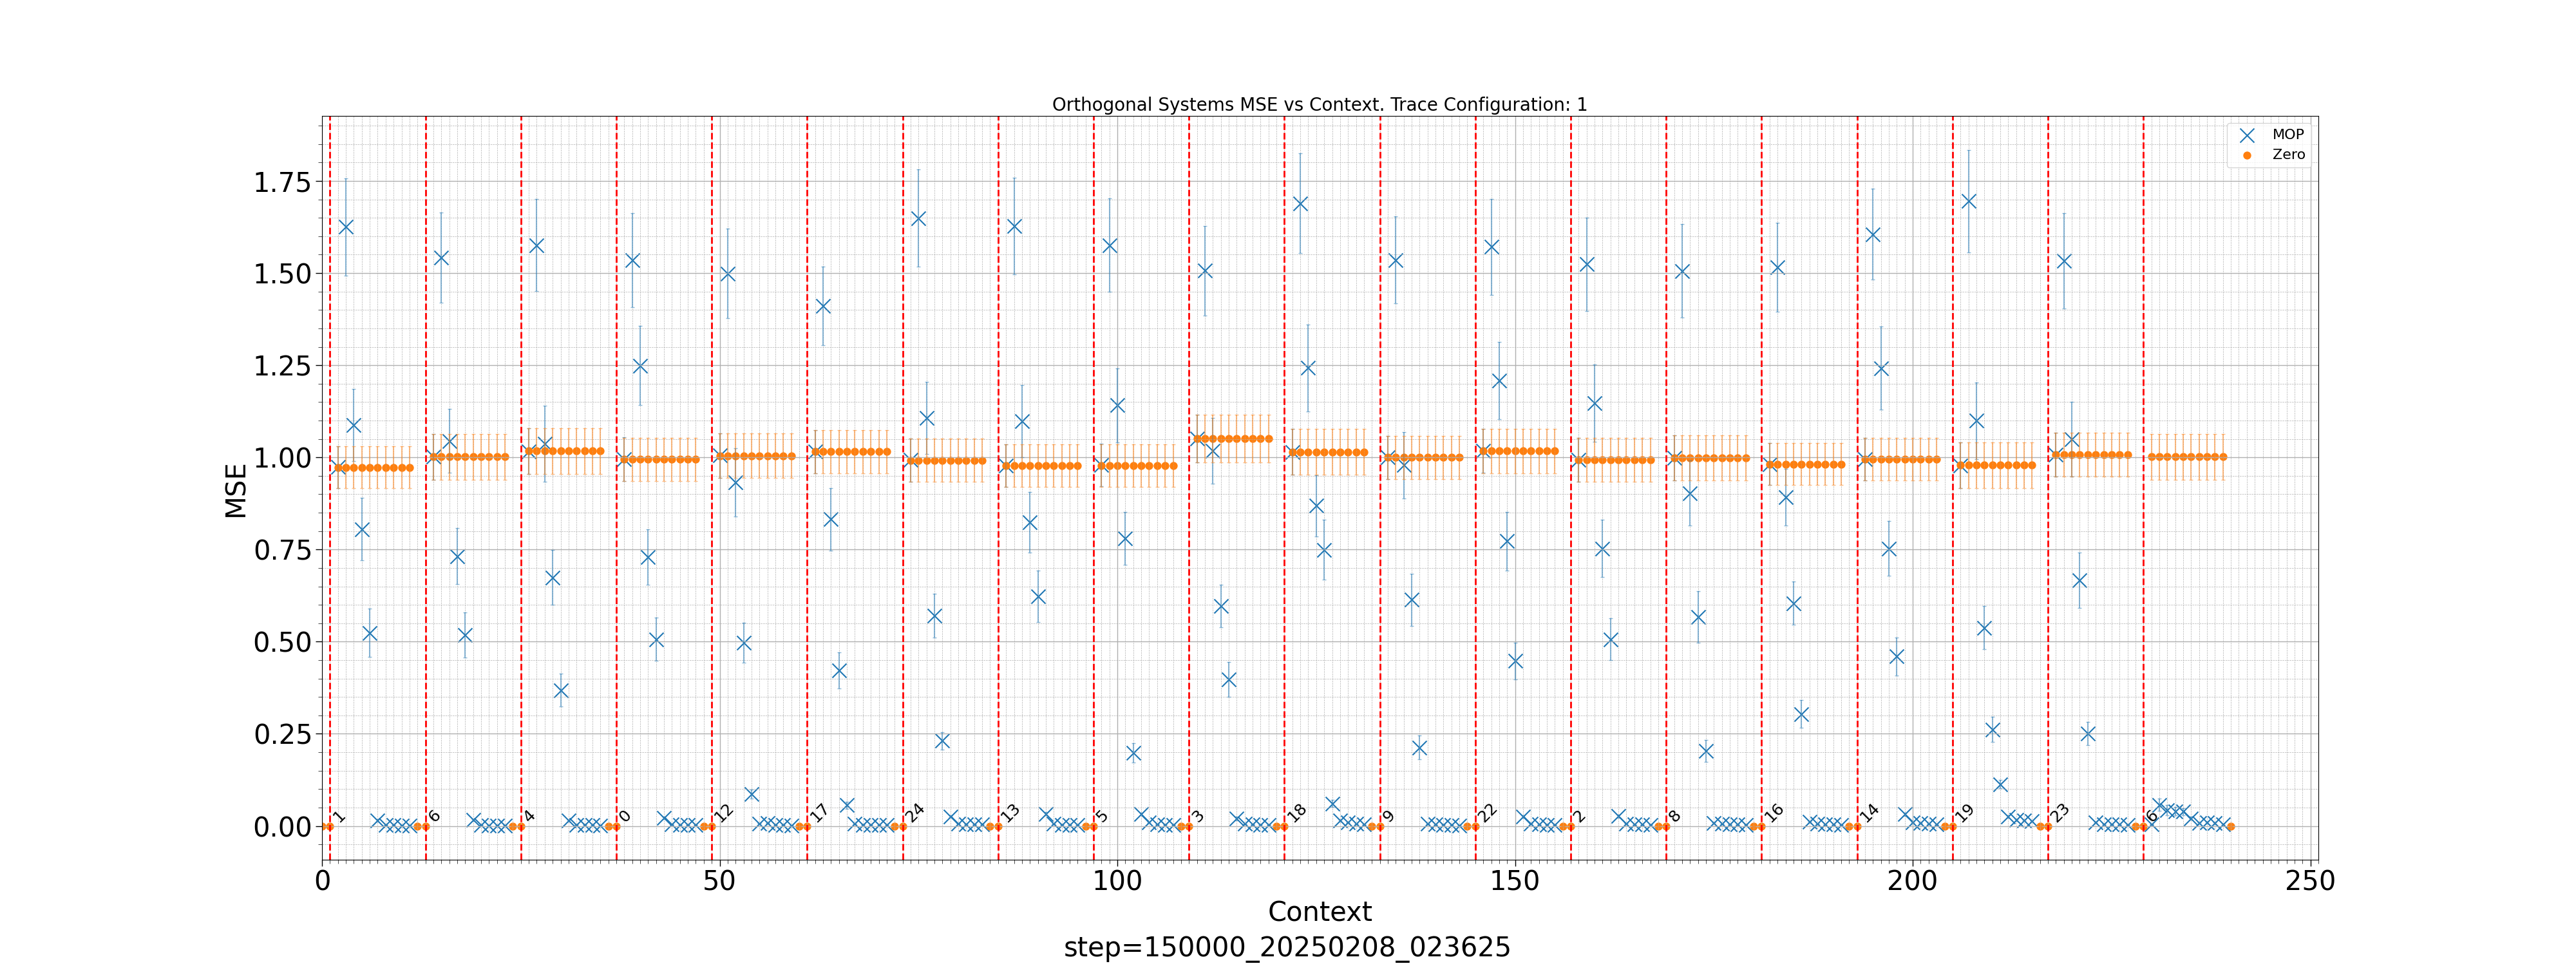 Orthogonal Systems MSE vs Context. Trace Configuration: 1
MOP
Zero
1.75
1.50
1.25
1.00
0.75
0.50
0.25
0.00
MSE
1 6 4 0 12 17 24 13 5 3 18 9 22 2 8 16 14 19 23 6
0 50 100 150 200 250
Context
step=150000_20250208_023625